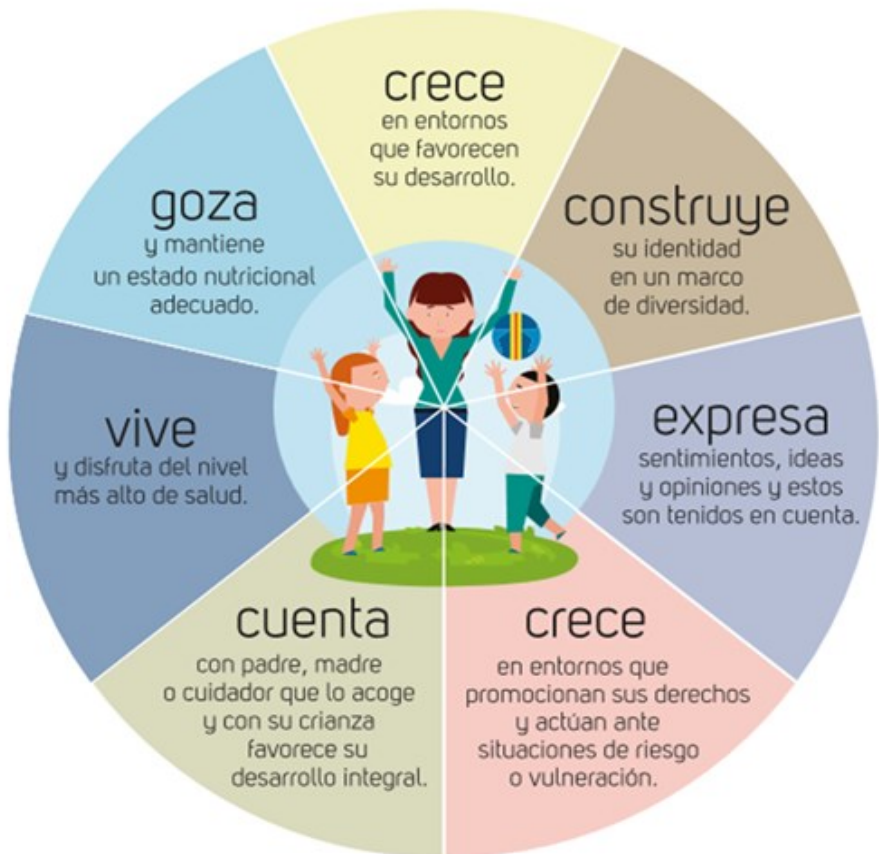 crece
en entornos
que favorecen
su desarrollo.
construye
su identidad
en un marco
de diversidad.
expresa
sentimientos, ideas
y opiniones y estos
son tenidos en cuenta.
crece
en entornos que
promocionan sus derechos
y actúan ante
situaciones de riesgo
o vulneración.
cuenta
con padre, madre
o cuidador que lo acoge
y con su crianza
favorece su
desarrollo integral.
vive
y disfruta del nivel
más alto de salud.
goza
y mantiene
un estado nutricional
adecuado.